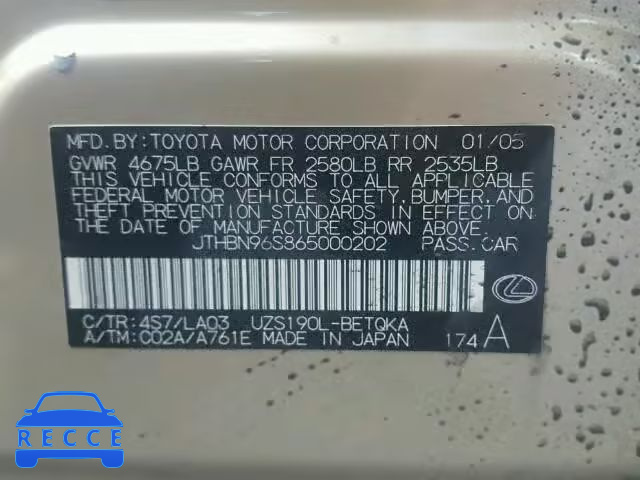 MFD.BY:TOYOTA MOTOR CORPORATION 01/05
GVWR 4675LB GAWR FR 2580LB RR 2535LB
THIS VEHICLE CONFORMS TO ALL APPLICABLE
FEDERAL MOTOR VEHICLE SAFETY,BUMPER,AND
THEFT PREVENTION STANDARDS IN EFFECT ON
THE DATE OF MANUFACTURE SHOWN ABOVE.
JTHBN96S865000202 PASS.CAR
C/TR:4S7/LA03 UZS190L-BETQKA
A/TM:C02A/A761E MADE IN JAPAN 174A
RECCE